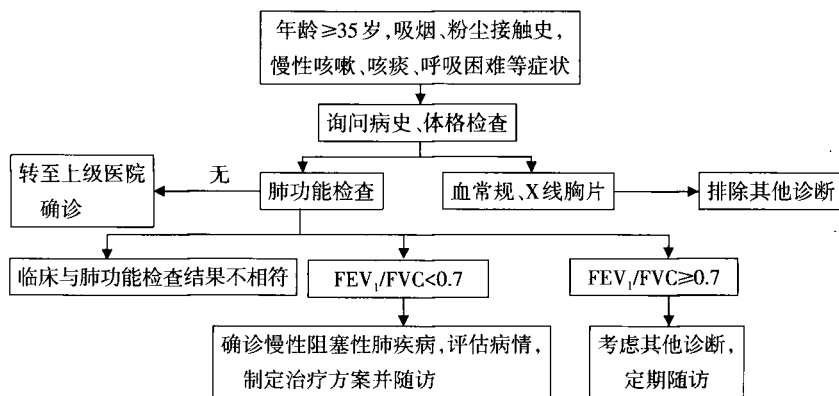 年龄≥35岁,吸烟、粉尘接触史,
慢性咳嗽、咳痰、呼吸困难等症状
询问病史、体格检查
转至上级医院
确诊
无
肺功能检查
血常规、X线胸片
排除其他诊断
临床与肺功能检查结果不相符
FEV₁/FVC<0.7
FEV₁/FVC≥0.7
确诊慢性阻塞性肺疾病,评估病情,
制定治疗方案并随访
考虑其他诊断,
定期随访